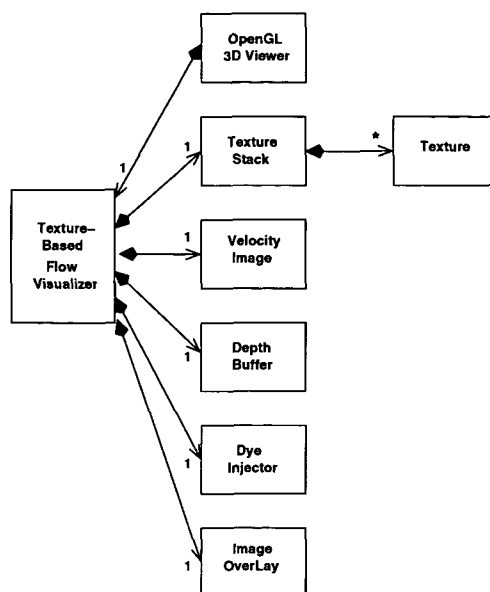 OpenGL
3D Viewer
1
1
Texture
Stack
*
Texture
Texture-
Based
Flow
Visualizer
1
Velocity
Image
1
Depth
Buffer
1
Dye
Injector
1
Image
OverLay